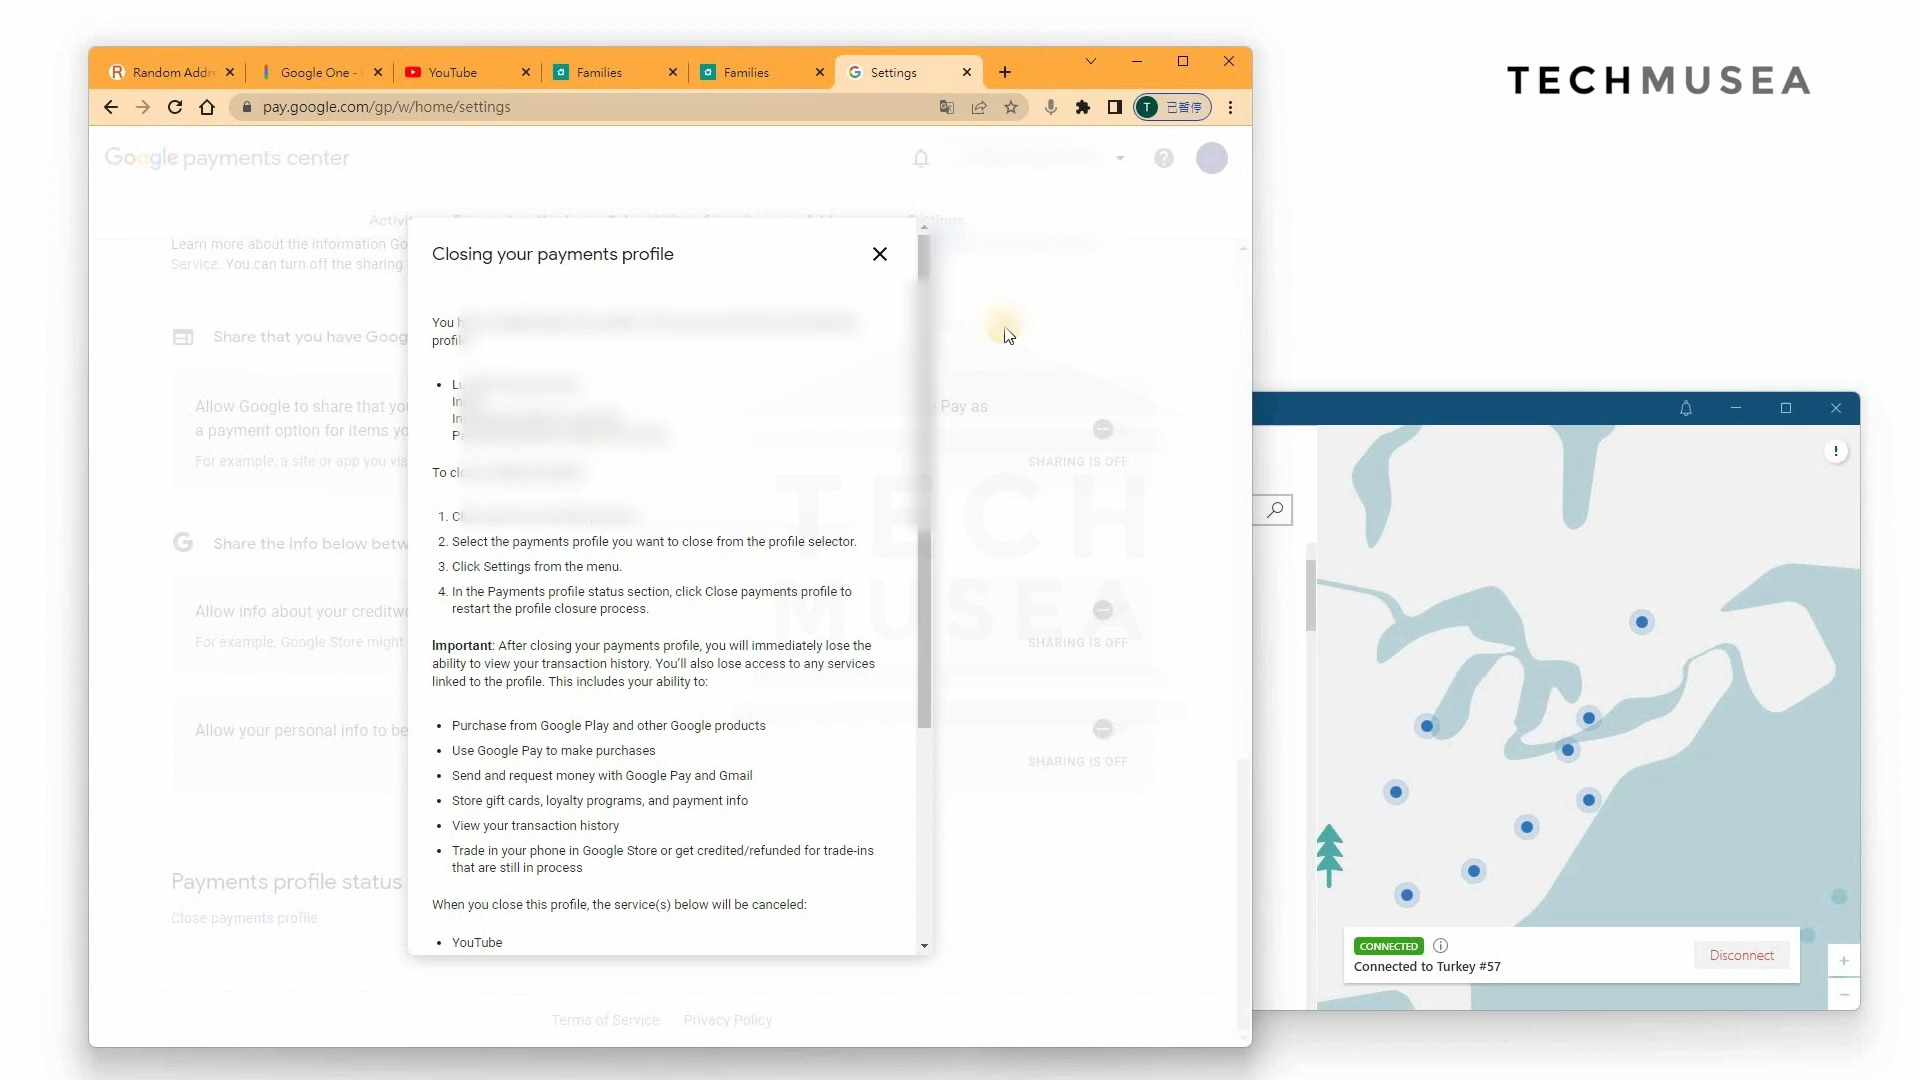 TECHMUSEA
Random Addre
Google One -
YouTube
Families
Families
Settings
pay.google.com/gp/w/home/settings
T 已暂停
Google payments center
Settings
Learn more about the information Go
Service. You can turn off the sharing
Closing your payments profile
You
Share that you have Goog
Allow Google to share that you
a payment option for items yo
For example, a site or app you vis
Pay as
SHARING IS OFF
To
Share the info below betw
Allow info about your creditwo
For example, Google Store might
SHARING IS OFF
Allow your personal info to be
SHARING IS OFF
1.
2. Select the payments profile you want to close from the profile selector.
3. Click Settings from the menu.
4. In the Payments profile status section, click Close payments profile to
restart the profile closure process.
Important: After closing your payments profile, you will immediately lose the
ability to view your transaction history. You'll also lose access to any services
linked to the profile. This includes your ability to:
• Purchase from Google Play and other Google products
• Use Google Pay to make purchases
• Send and request money with Google Pay and Gmail
• Store gift cards, loyalty programs, and payment info
• View your transaction history
• Trade in your phone in Google Store or get credited/refunded for trade-ins
that are still in process
When you close this profile, the service(s) below will be canceled:
• YouTube
TECH
MUSEA
Payments profile status
Close payments profile
Terms of Service
Privacy Policy
CONNECTED
Connected to Turkey #57
Disconnect